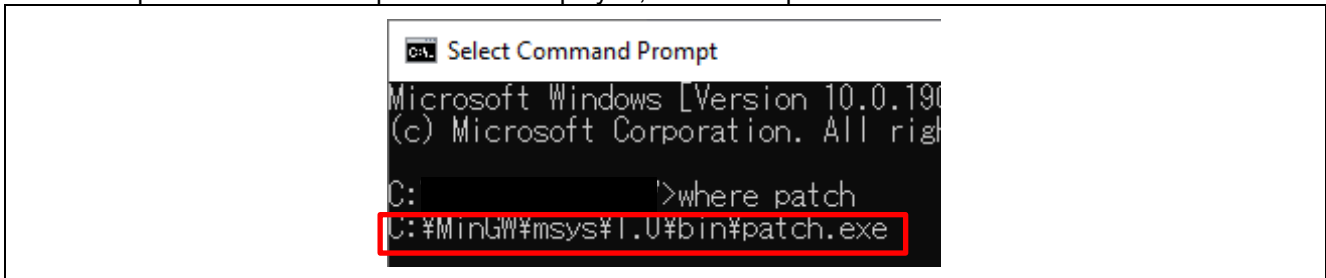 C:\. Select Command Prompt
Microsoft Windows [Version 10.0.190
(c) Microsoft Corporation. All
C: >where patch
C:¥MinGW¥msys¥1.0¥bin¥patch.exe